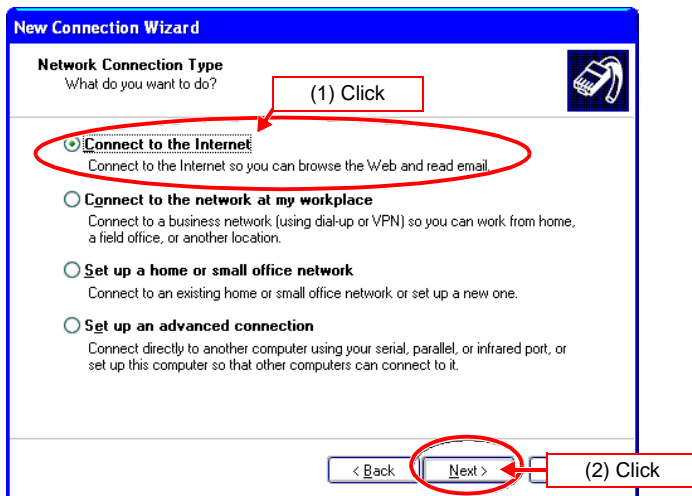 New Connection Wizard
Network Connection Type
What do you want to do?
(1) Click
Connect to the Internet
Connect to the Internet so you can browse the Web and read email.
Connect to the network at my workplace
Connect to a business network (using dial-up or VPN) so you can work from home,
a field office, or another location.
Set up a home or small office network
Connect to an existing home or small office network or set up a new one.
Set up an advanced connection
Connect directly to another computer using your serial, parallel, or infrared port, or
set up this computer so that other computers can connect to it.
< Back
Next >
(2) Click